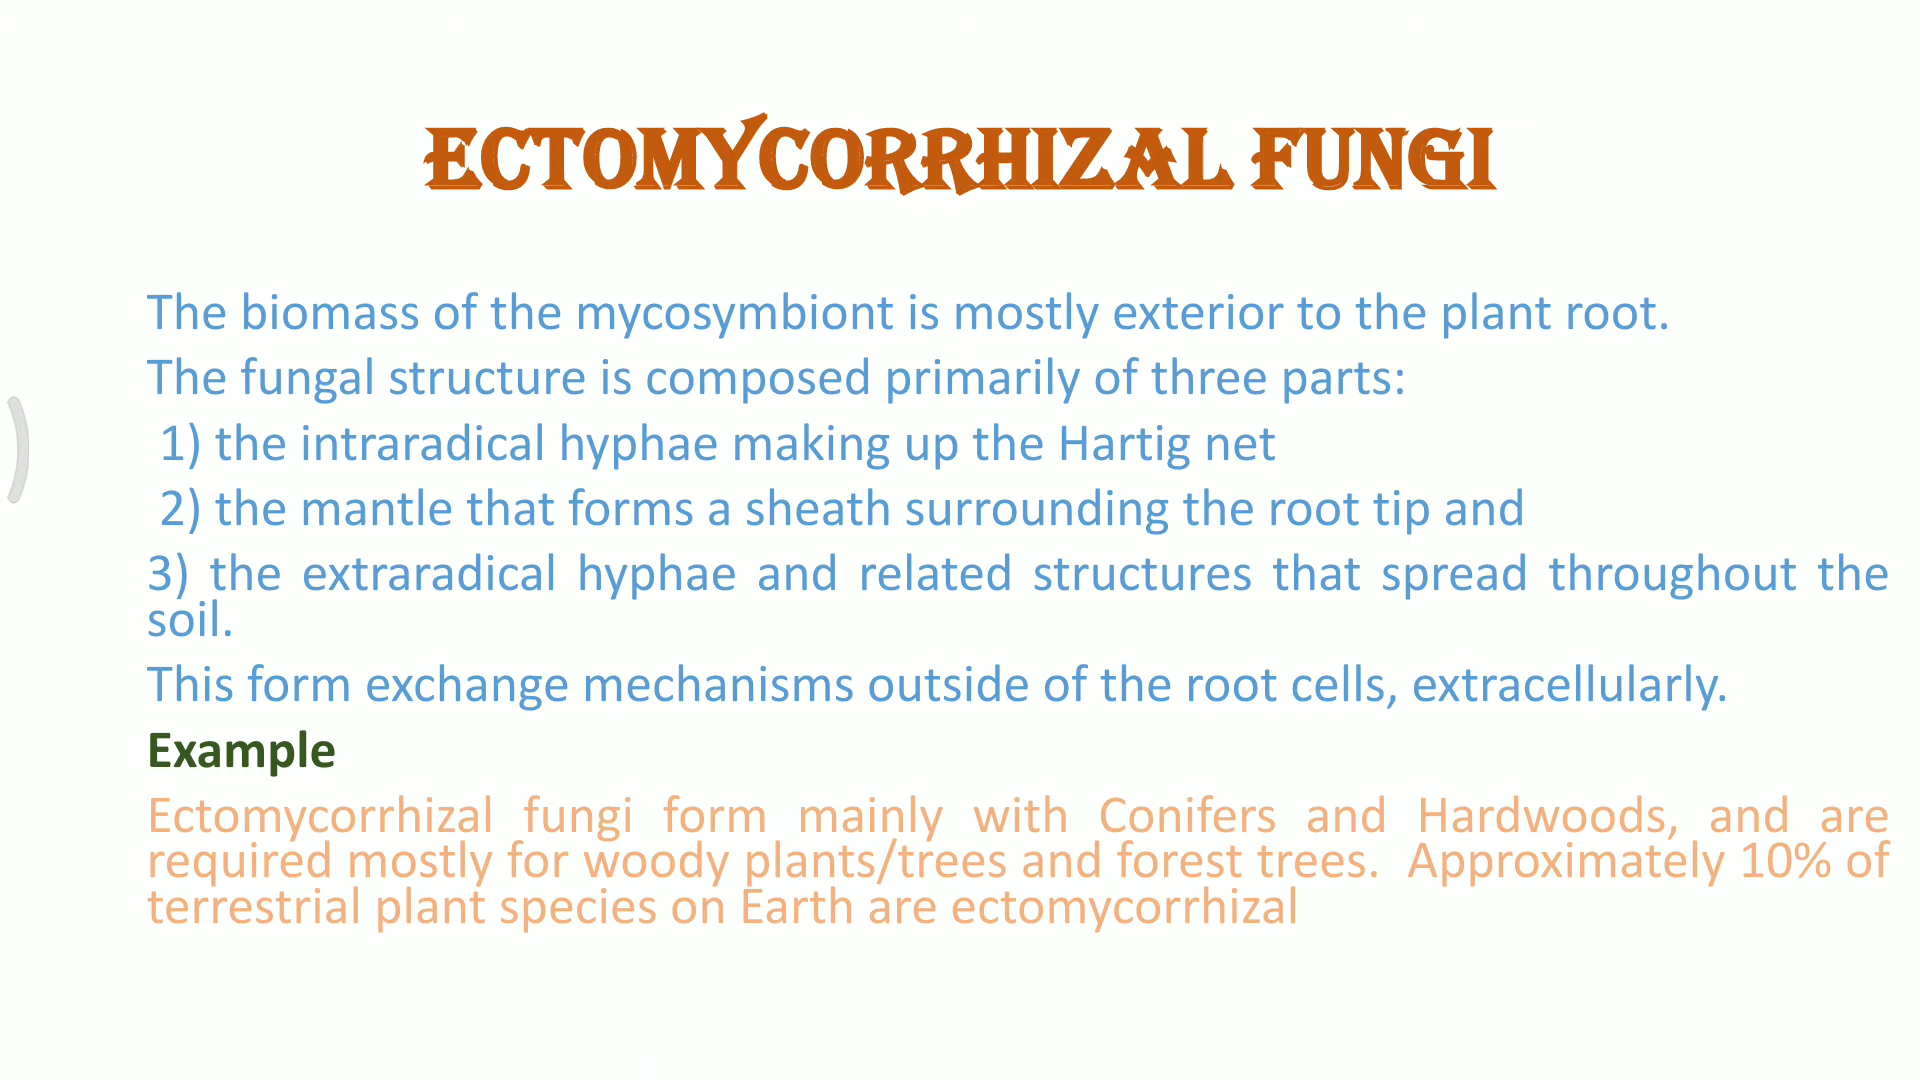 ECTOMYCORRHIZAL FUNGI
The biomass of the mycosymbiont is mostly exterior to the plant root.
The fungal structure is composed primarily of three parts:
1) the intraradical hyphae making up the Hartig net
2) the mantle that forms a sheath surrounding the root tip and
3) the extraradical hyphae and related structures that spread throughout the
soil.
This form exchange mechanisms outside of the root cells, extracellularly.
Example
Ectomycorrhizal fungi form mainly with Conifers and Hardwoods, and are
required mostly for woody plants/trees and forest trees. Approximately 10% of
terrestrial plant species on Earth are ectomycorrhizal